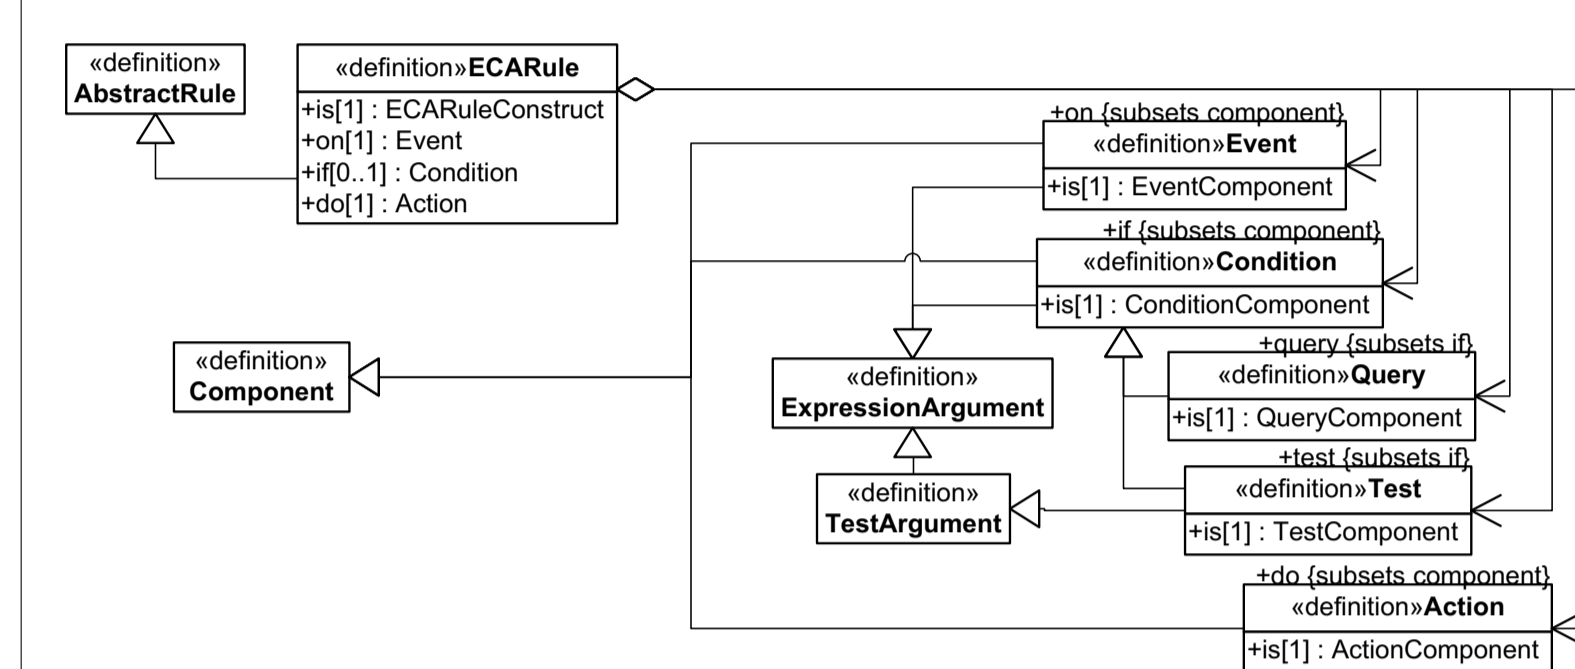 «definition»
AbstractRule
«definition»ECARule
+is[1] : ECARuleConstruct
+on[1] : Event
+if[0..1] : Condition
+do[1] : Action
+on {subsets component}
«definition»Event
+is[1] : EventComponent
+if {subsets component}
«definition»Condition
+is[1] : ConditionComponent
«definition»
Component
«definition»
ExpressionArgument
+query {subsets if}
«definition»Query
+is[1] : QueryComponent
«definition»
TestArgument
+test {subsets if}
«definition»Test
+is[1] : TestComponent
+do {subsets component}
«definition»Action
+is[1] : ActionComponent